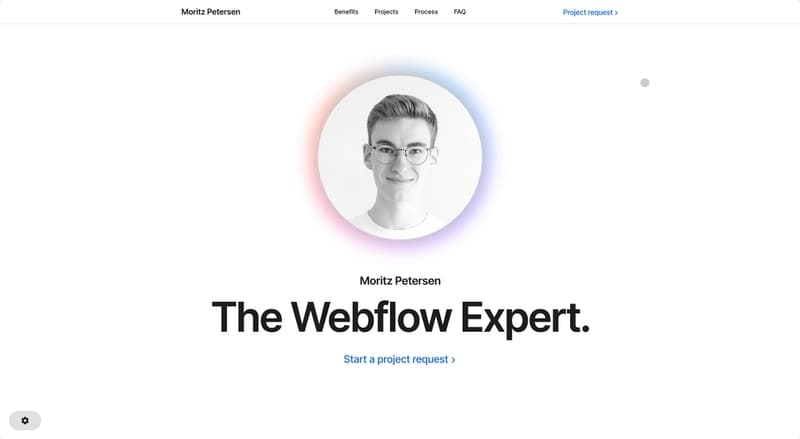 Moritz Petersen
Benefits Projects Process FAQ
Project request ›
Moritz Petersen
The Webflow Expert.
Start a project request ›